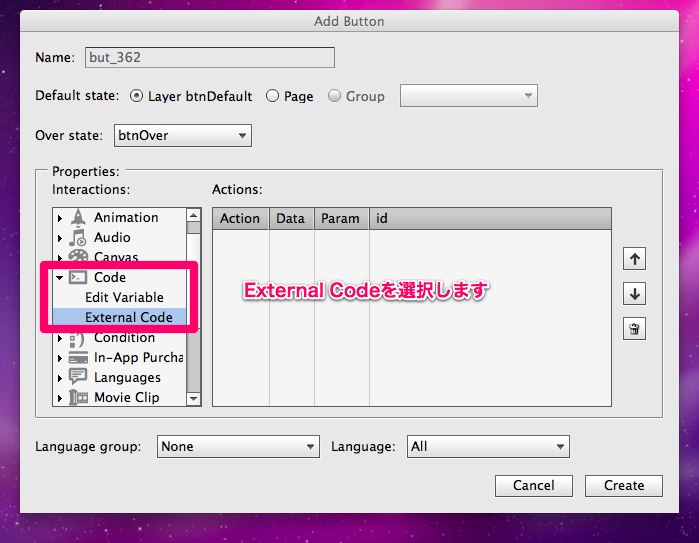 Add Button
Name: but_362
Default state: Layer btnDefault Page Group
Over state: btnOver
Properties:
Interactions: Actions:
Animation
Audio
Canvas
Code
Edit Variable
External Code
Condition
In-App Purcha
Languages
Movie Clip
Action Data Param id
External Codeを選択します
Language group: None Language: All
Cancel Create